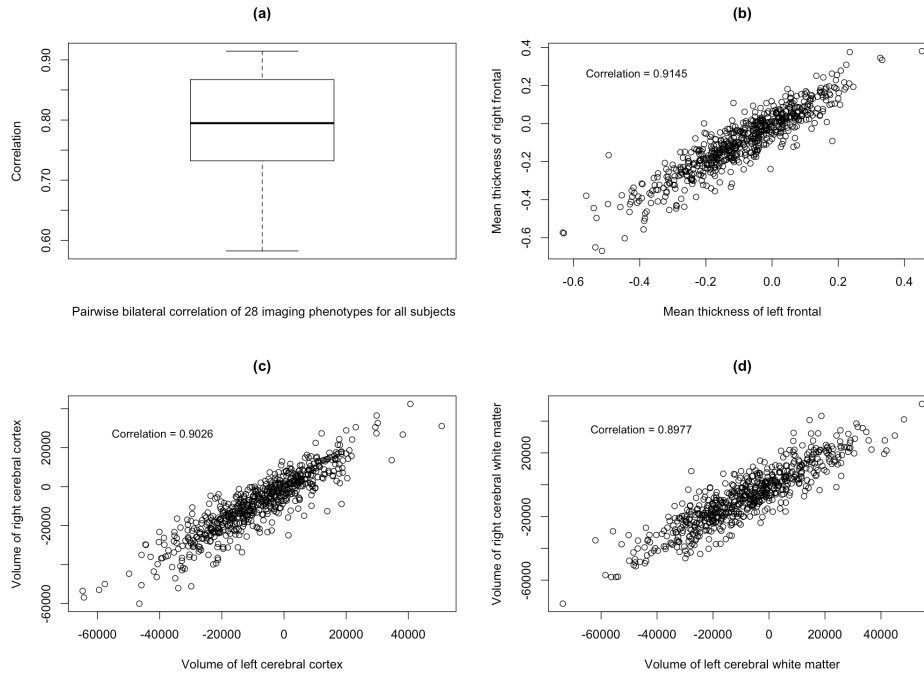 (a)
0.90
0.80
0.70
0.60
Correlation
Pairwise bilateral correlation of 28 imaging phenotypes for all subjects
(b)
Correlation = 0.9145
0.4
0.2
0.0
-0.2
-0.4
-0.6
Mean thickness of right frontal
-0.6 -0.4 -0.2 0.0 0.2 0.4
Mean thickness of left frontal
(c)
Correlation = 0.9026
20000
0
-20000
-60000
Volume of right cerebral cortex
-60000 -40000 -20000 0 20000 40000
Volume of left cerebral cortex
(d)
Correlation = 0.8977
20000
-20000
-60000
Volume of right cerebral white matter
-60000 -40000 -20000 0 20000 40000
Volume of left cerebral white matter